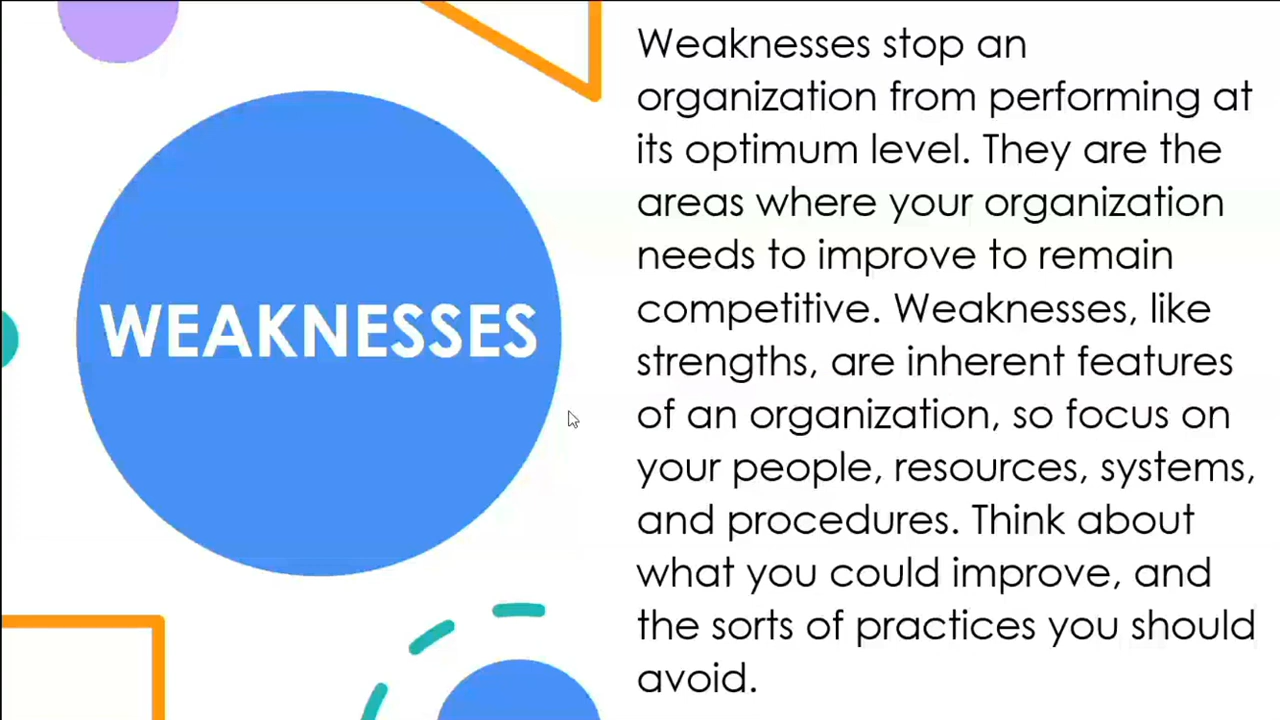 WEAKNESSES
Weaknesses stop an
organization from performing at
its optimum level. They are the
areas where your organization
needs to improve to remain
competitive. Weaknesses, like
strengths, are inherent features
of an organization, so focus on
your people, resources, systems,
and procedures. Think about
what you could improve, and
the sorts of practices you should
avoid.